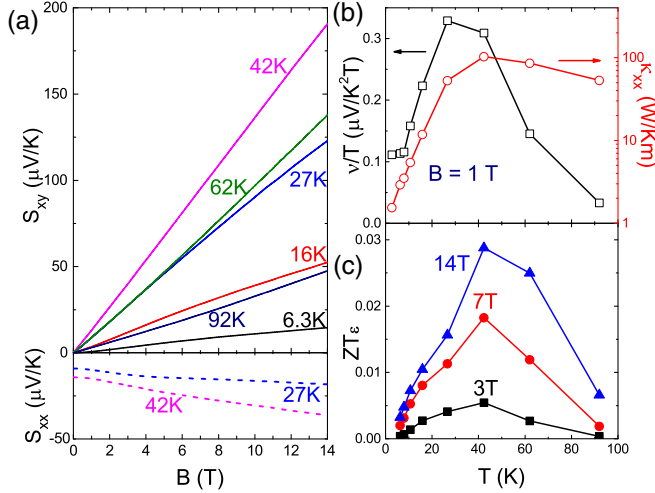 (a)
200
150
100
50
0
-50
S_xy (μV/K)
S_xx (μV/K)
42K
62K
27K
16K
92K
6.3K
27K
42K
0 2 4 6 8 10 12 14
B (T)
(b)
0.3
0.2
0.1
0.0
ν/T (μV/K²T)
B = 1 T
100
10
1
κ_xx (W/Km)
(c)
0.03
0.02
0.01
0.00
ZTε
14T
7T
3T
0 20 40 60 80 100
T (K)